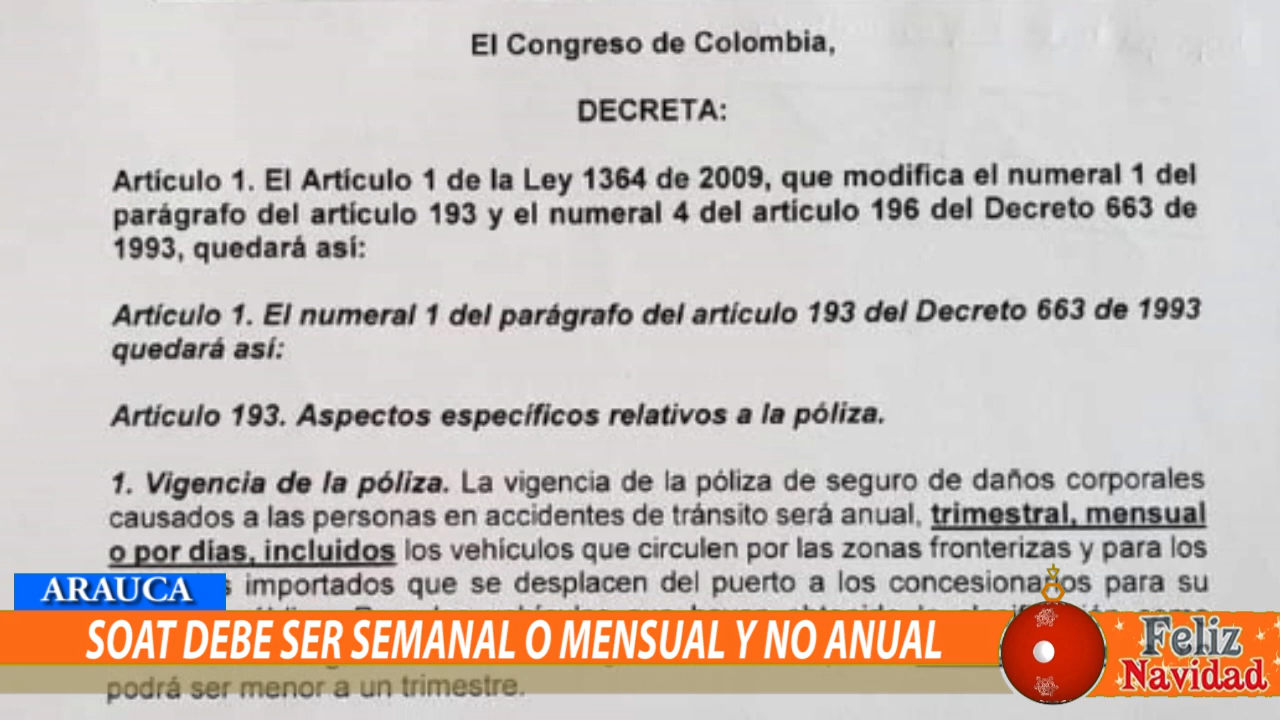 El Congreso de Colombia,
DECRETA:
Artículo 1. El Artículo 1 de la Ley 1364 de 2009, que modifica el numeral 1 del
parágrafo del artículo 193 y el numeral 4 del artículo 196 del Decreto 663 de
1993, quedará así:
Artículo 1. El numeral 1 del parágrafo del artículo 193 del Decreto 663 de 1993
quedará así:
Artículo 193. Aspectos específicos relativos a la póliza.
1. Vigencia de la póliza. La vigencia de la póliza de seguro de daños corporales
causados a las personas en accidentes de tránsito será anual, trimestral, mensual
o por días, incluidos los vehículos que circulen por las zonas fronterizas y para los
importados que se desplacen del puerto a los concesionarios para su
ARAUCA
SOAT DEBE SER SEMANAL O MENSUAL Y NO ANUAL
Feliz
Navidad
podrá ser menor a un trimestre.